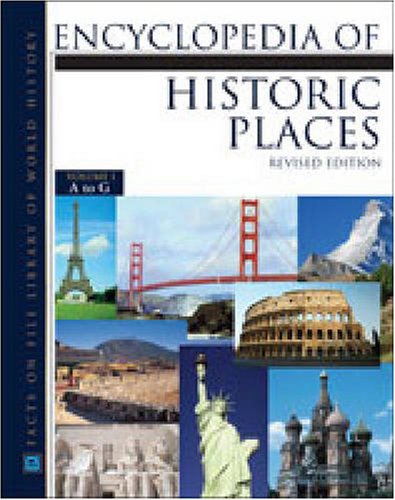 ENCYCLOPEDIA OF
HISTORIC
PLACES
REVISED EDITION
VOLUME I
A to G
FACTS ON FILE LIBRARY OF WORLD HISTORY